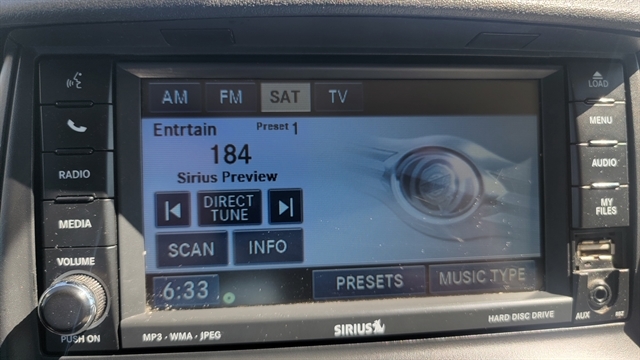 LOAD
MENU
RADIO
AUDIO
MEDIA
MY
FILES
VOLUME
PUSH ON
AM FM SAT TV
Entrtain Preset 1
184
Sirius Preview
DIRECT
TUNE
SCAN INFO
6:33 PRESETS MUSIC TYPE
MP3 - WMA - JPEG SIRIUS HARD DISC DRIVE
AUX